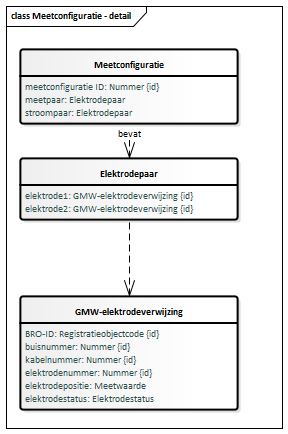 class Meetconfiguratie - detail
Meetconfiguratie
meetconfiguratie ID: Nummer {id}
meetpaar: Elektrodepaar
stroompaar: Elektrodepaar
bevat
Elektrodepaar
elektrode1: GMW-elektrodeverwijzing {id}
elektrode2: GMW-elektrodeverwijzing {id}
GMW-elektrodeverwijzing
BRO-ID: Registratieobjectcode {id}
buisnummer: Nummer {id}
kabelnummer: Nummer {id}
elektrodenummer: Nummer {id}
elektrodepositie: Meetwaarde
elektrodestatus: Elektrodestatus